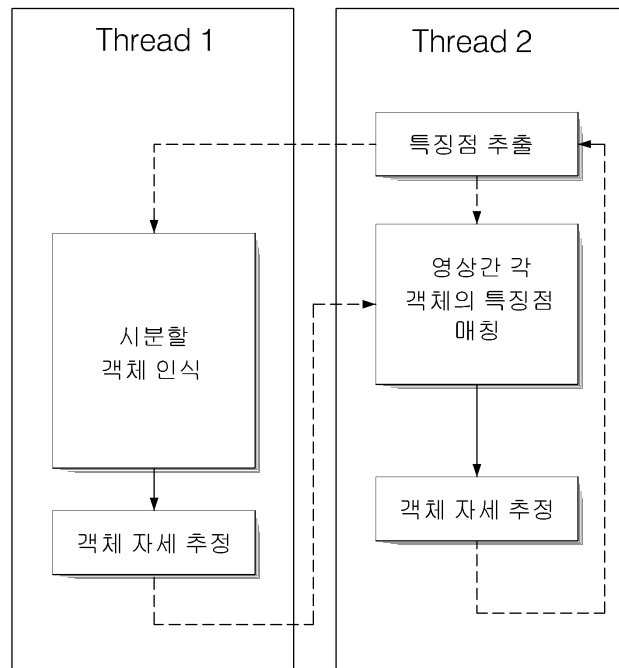 Thread 1
시분할
객체 인식
객체 자세 추정
Thread 2
특징점 추출
영상간 각
객체의 특징점
매칭
객체 자세 추정